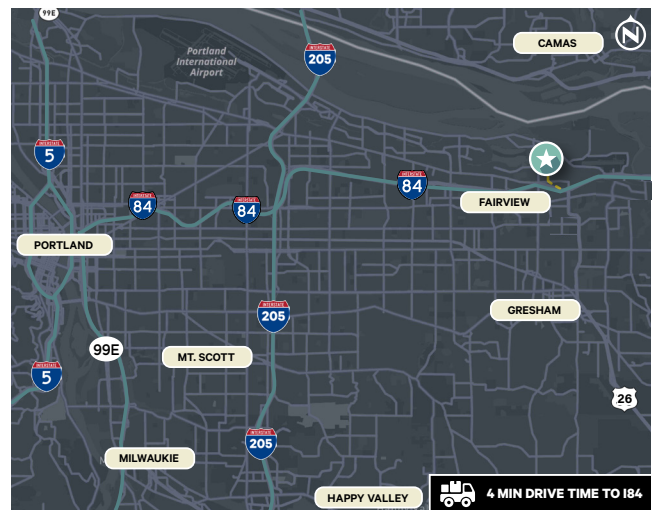 99E
Portland
International
Airport
INTERSTATE
205
CAMAS
N
INTERSTATE
5
INTERSTATE
84
INTERSTATE
84
INTERSTATE
84
FAIRVIEW
PORTLAND
INTERSTATE
205
GRESHAM
99E
MT. SCOTT
INTERSTATE
5
26
INTERSTATE
205
MILWAUKIE
HAPPY VALLEY
4 MIN DRIVE TIME TO I84